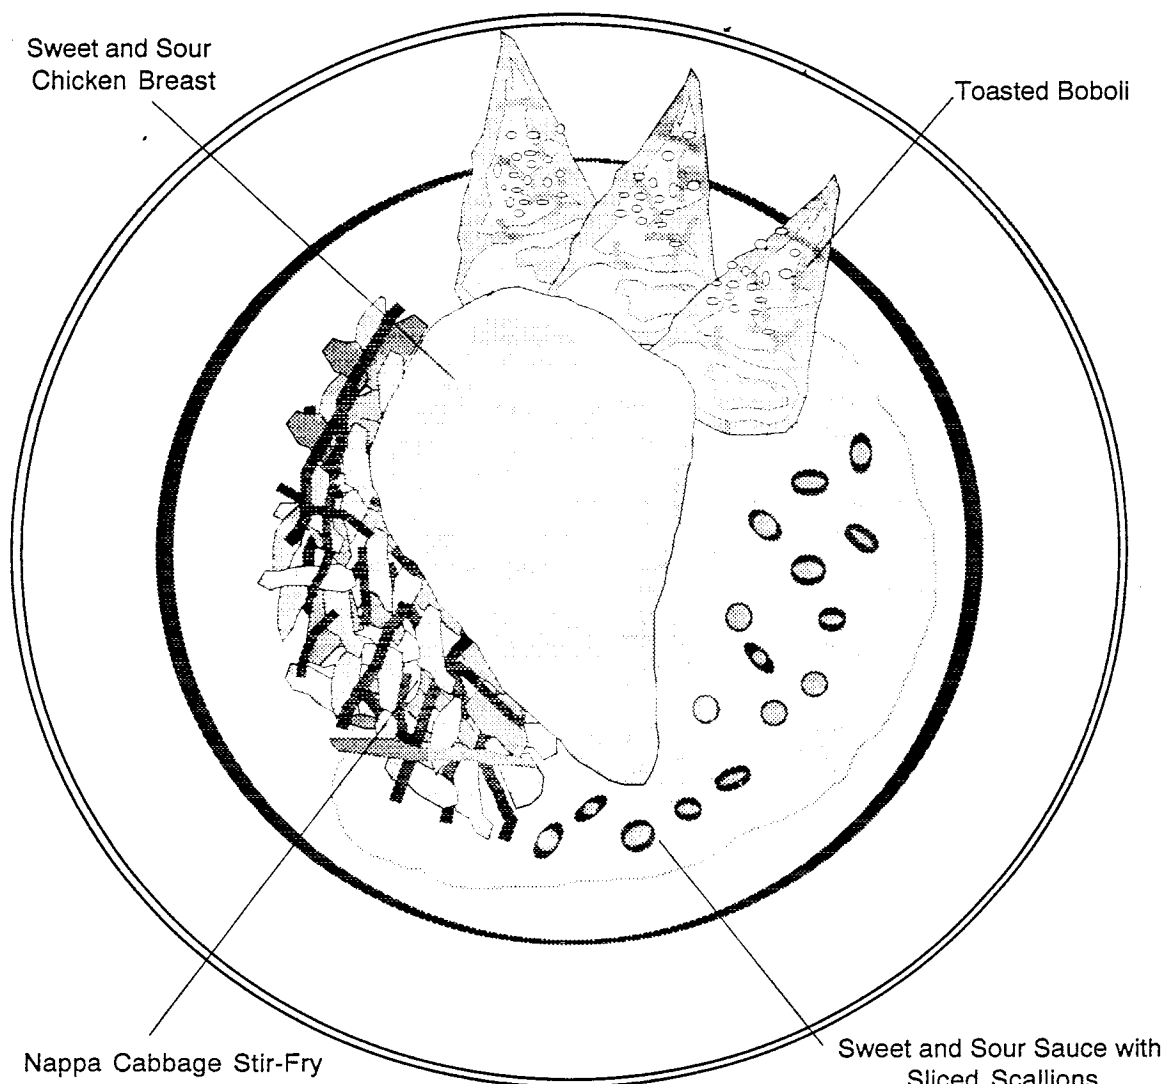 Sweet and Sour
Chicken Breast
Toasted Boboli
Nappa Cabbage Stir-Fry
Sweet and Sour Sauce with
Sliced Scallions